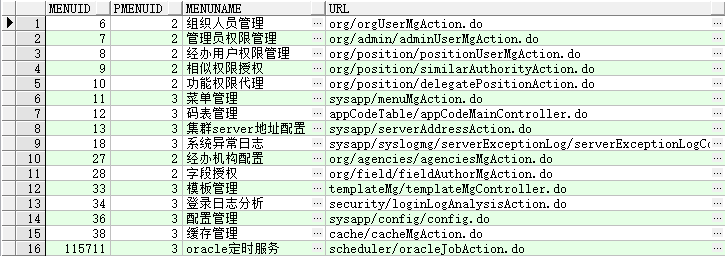 MENUID PMENUID MENUNAME URL
1 6 2 组织人员管理 ... org/orgUserMgAction.do ...
2 7 2 管理员权限管理 ... org/admin/adminUserMgAction.do ...
3 8 2 经办用户权限管理 ... org/position/positionUserMgAction.do ...
4 9 2 相似权限授权 ... org/position/similarAuthorityAction.do ...
5 10 2 功能权限代理 ... org/position/delegatePositionAction.do ...
6 11 3 菜单管理 ... sysapp/menuMgAction.do ...
7 12 3 码表管理 ... appCodeTable/appCodeMainController.do ...
8 13 3 集群server地址配置 ... sysapp/serverAddressAction.do ...
9 18 3 系统异常日志 ... sysapp/syslogmg/serverExceptionLog/serverExceptionLogCo ...
10 27 2 经办机构配置 ... org/agencies/agenciesMgAction.do ...
11 28 2 字段授权 ... org/field/fieldAuthorMgAction.do ...
12 33 3 模板管理 ... templateMg/templateMgController.do ...
13 34 3 登录日志分析 ... security/loginLogAnalysisAction.do ...
14 36 3 配置管理 ... sysapp/config/config.do ...
15 38 3 缓存管理 ... cache/cacheMgAction.do ...
16 115711 3 oracle定时服务 ... scheduler/oracleJobAction.do ...